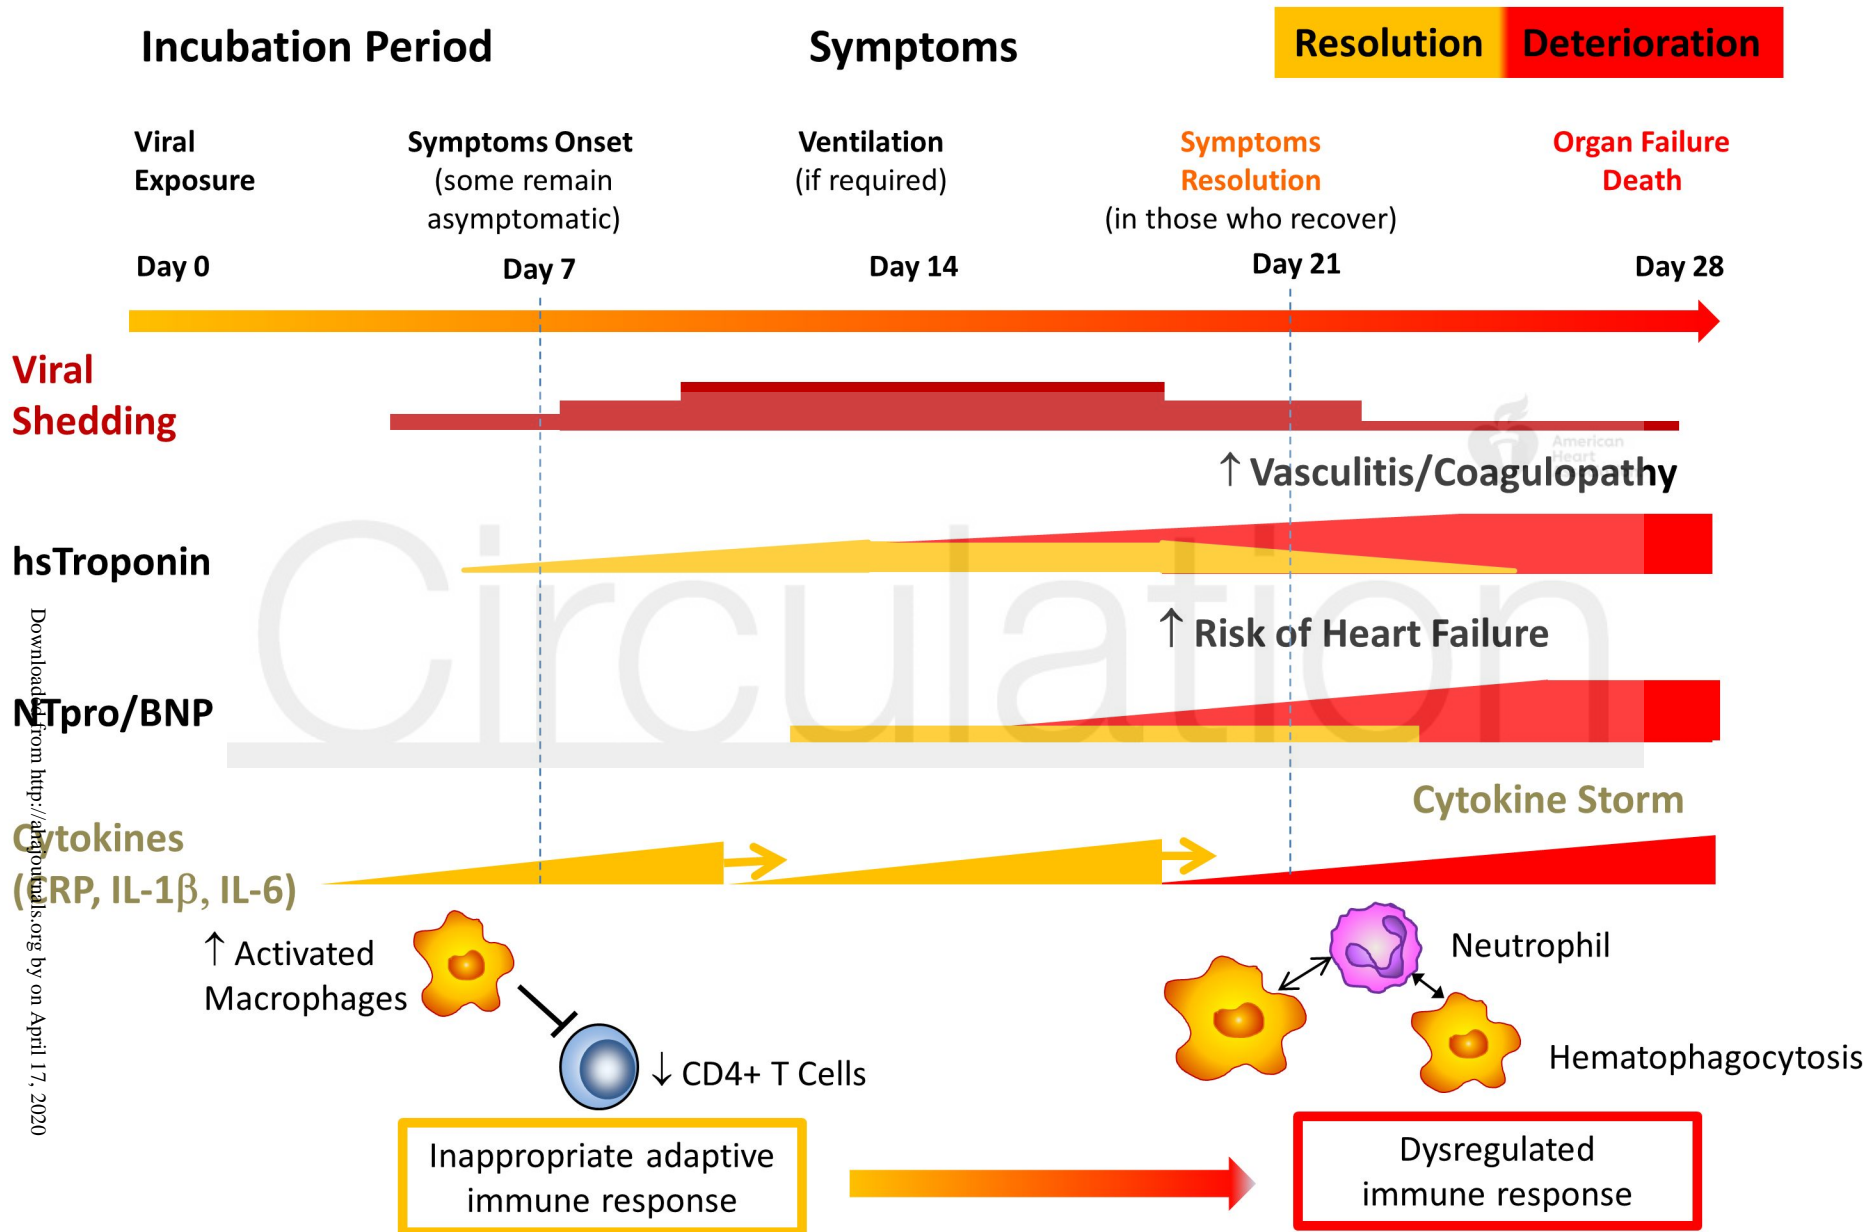 Incubation Period
Symptoms
Resolution
Deterioration
Viral
Exposure
Symptoms Onset
(some remain
asymptomatic)
Ventilation
(if required)
Symptoms
Resolution
(in those who recover)
Organ Failure
Death
Day 0
Day 7
Day 14
Day 21
Day 28
Viral
Shedding
American
Heart
↑ Vasculitis/Coagulopathy
hsTroponin
Circulation
↑ Risk of Heart Failure
NTpro/BNP
Cytokine Storm
Cytokines
(CRP, IL-1β, IL-6)
↑ Activated
Macrophages
↓ CD4+ T Cells
Neutrophil
Hematophagocytosis
Inappropriate adaptive
immune response
Dysregulated
immune response
Downloaded from http://ahajournals.org by on April 17, 2020